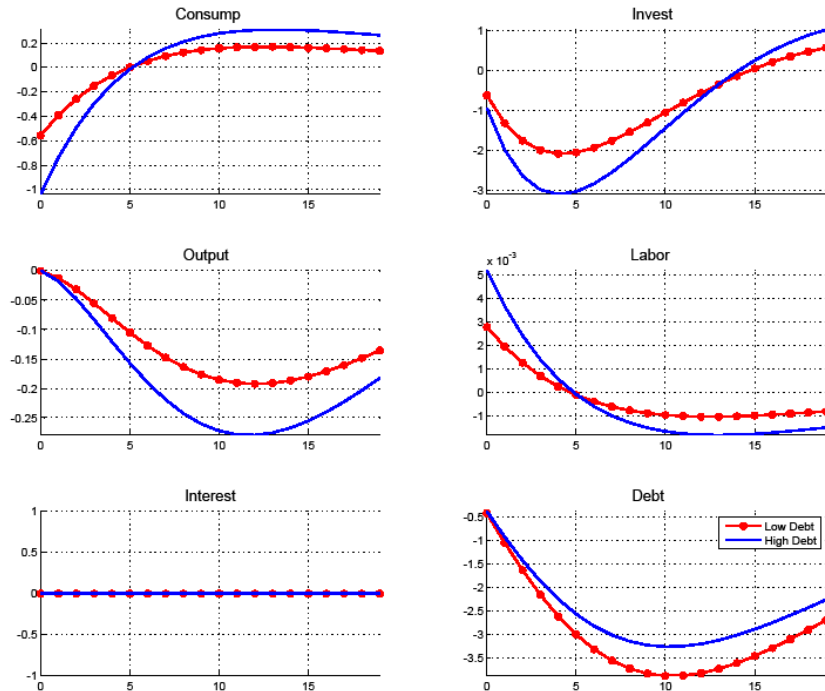 Consump
0.2
0
-0.2
-0.4
-0.6
-0.8
-1
0 5 10 15
Invest
1
0
-1
-2
-3
0 5 10 15
Output
0
-0.05
-0.1
-0.15
-0.2
-0.25
0 5 10 15
Labor
x 10⁻³
5
4
3
2
1
0
-1
0 5 10 15
Interest
1
0.5
0
-0.5
-1
0 5 10 15
Debt
-0.5
-1
-1.5
-2
-2.5
-3
-3.5
0 5 10 15
Low Debt
High Debt